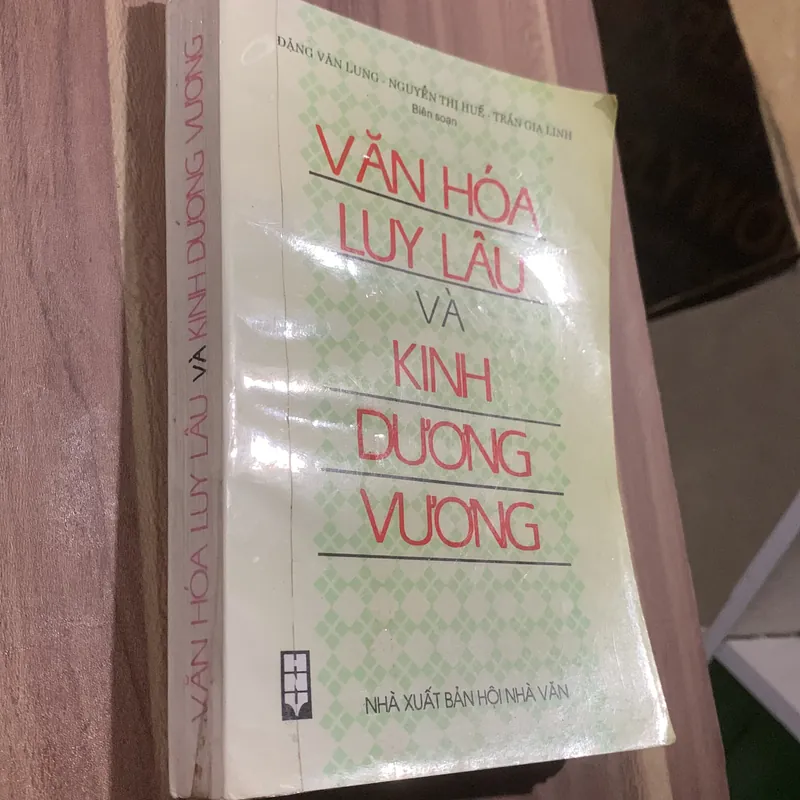 ĐẶNG VĂN LUNG - NGUYỄN THỊ HUẾ - TRẦN GIA LINH
Biên soạn
VĂN HÓA
LUY LÂU
VÀ
KINH
DƯƠNG
VƯƠNG
HNV
NHÀ XUẤT BẢN HỘI NHÀ VĂN
VĂN HÓA LUY LÂU VÀ KINH DƯƠNG VƯƠNG